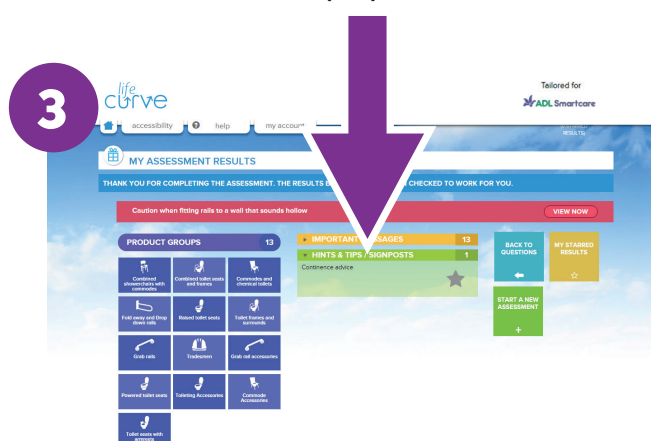 3
life
curve
Tailored for
ADL Smartcare
accessibility
help
my account
RESULTS)
MY ASSESSMENT RESULTS
THANK YOU FOR COMPLETING THE ASSESSMENT. THE RESULTS
CHECKED TO WORK FOR YOU.
Caution when fitting rails to a wall that sounds hollow
VIEW NOW
PRODUCT GROUPS 13
Combined
showerchairs with
commodes
Combined toilet seats
and frames
Commodes and
chemical toilets
Fold away and Drop
down rails
Raised toilet seats
Toilet frames and
surrounds
Grab rails
Tradesmen
Grab rail accessories
Powered toilet seats
Toileting Accessories
Commode
Accessories
Toilet seats with
armrests
IMPORTANT 13
HINTS & TIPS / SIGNPOSTS 1
Continence advice
BACK TO
QUESTIONS
MY STARRED
RESULTS
START A NEW
ASSESSMENT
+